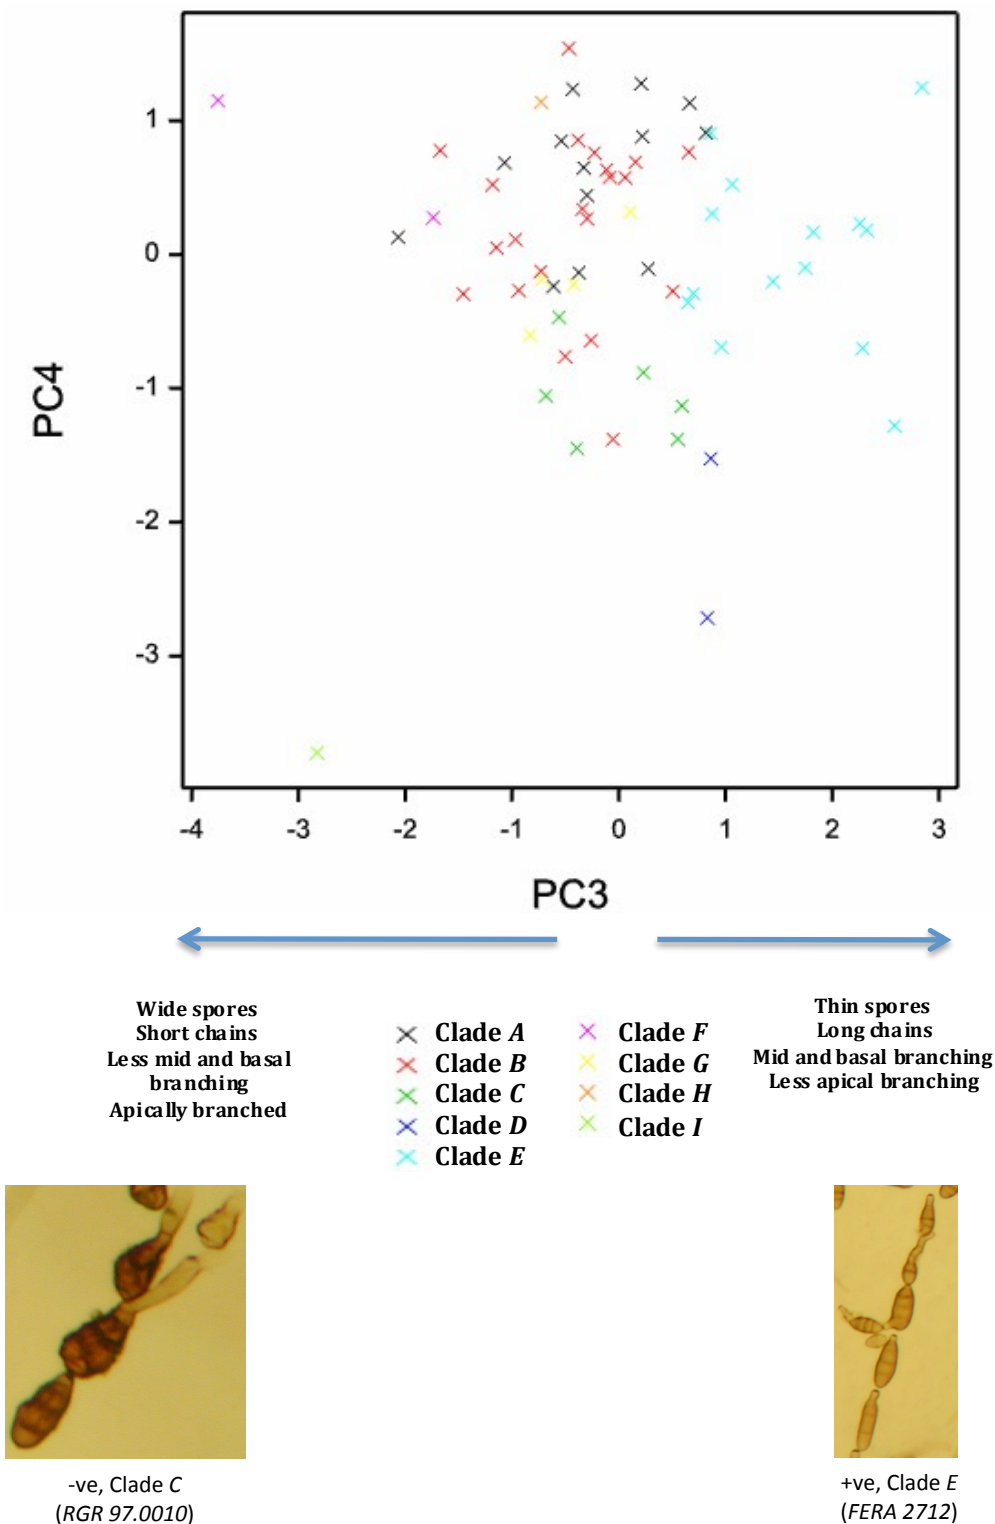 1
0
-1
-2
-3
PC4
-4 -3 -2 -1 0 1 2 3
PC3
Wide spores
Short chains
Less mid and basal
branching
Apically branched
Clade A
Clade B
Clade C
Clade D
Clade E
Clade F
Clade G
Clade H
Clade I
Thin spores
Long chains
Mid and basal branching
Less apical branching
-ve, Clade C
(RGR 97.0010)
+ve, Clade E
(FERA 2712)